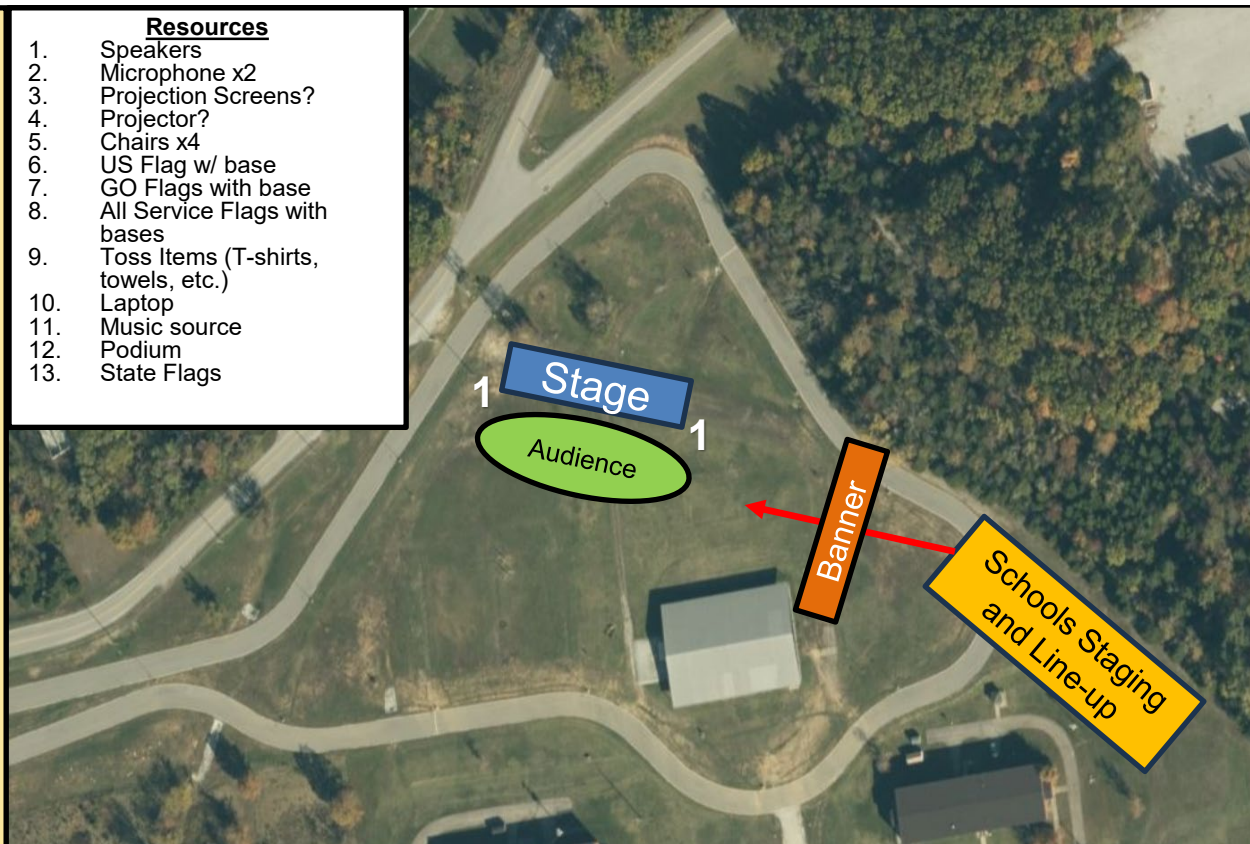 Resources
1. Speakers
2. Microphone x2
3. Projection Screens?
4. Projector?
5. Chairs x4
6. US Flag w/ base
7. GO Flags with base
8. All Service Flags with
bases
9. Toss Items (T-shirts,
towels, etc.)
10. Laptop
11. Music source
12. Podium
13. State Flags
Stage
1
1
Audience
Banner
Schools Staging
and Line-up